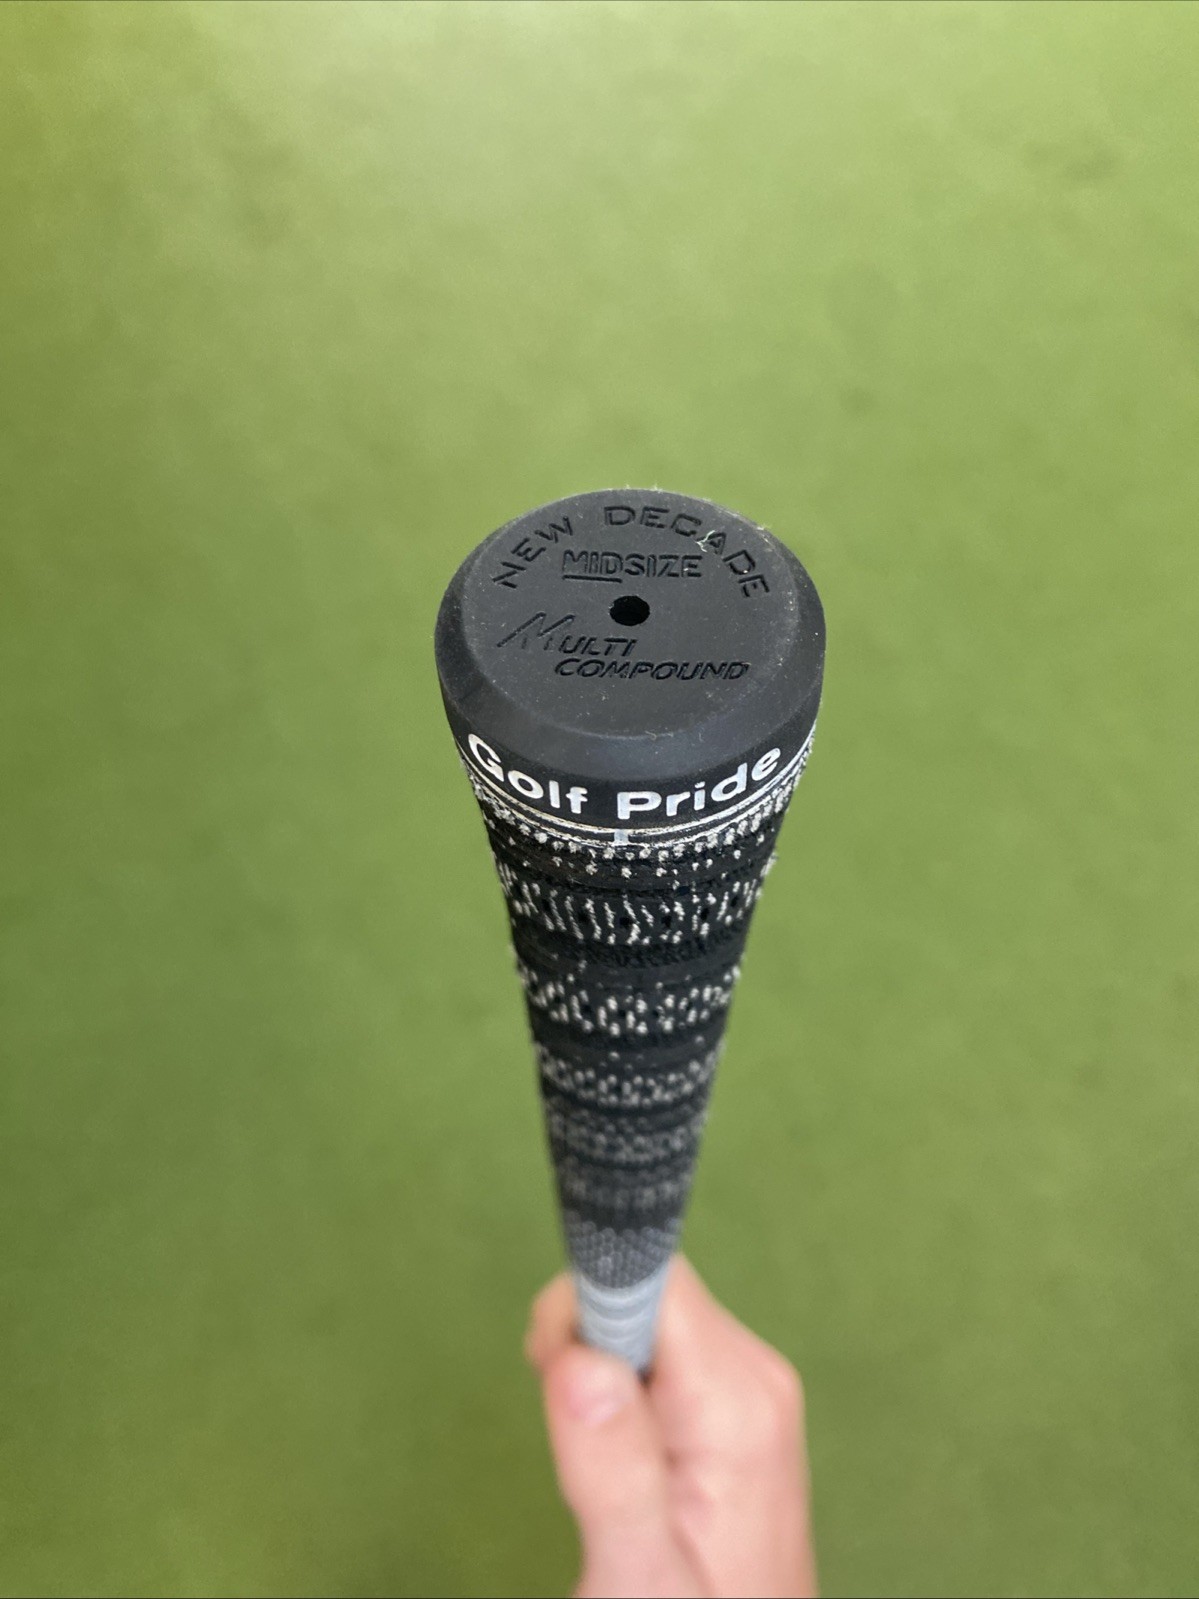 NEW DECADE
MIDSIZE
MULTI
COMPOUND
Golf Pride